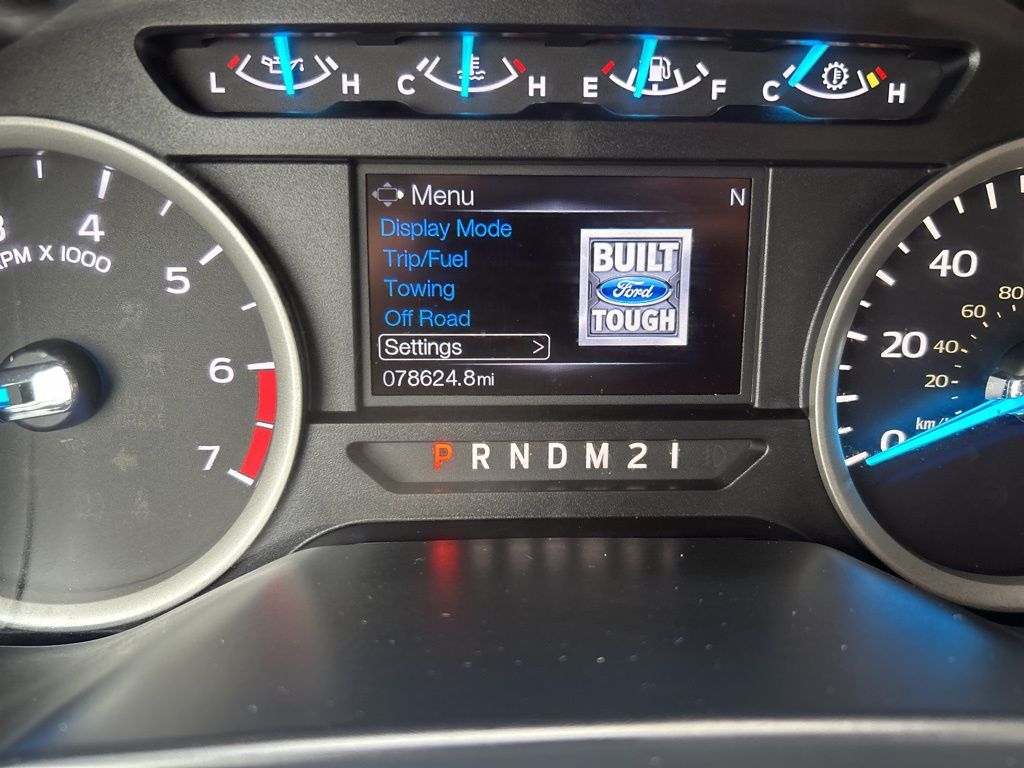 L H C H E F C H
Menu N
Display Mode
Trip/Fuel
Towing
Off Road
Settings >
078624.8mi
BUILT
Ford
TOUGH
3 4 5 6 7
RPM X 1000
P R N D M 2 1
0 20 40
20 40 60 80
km/h